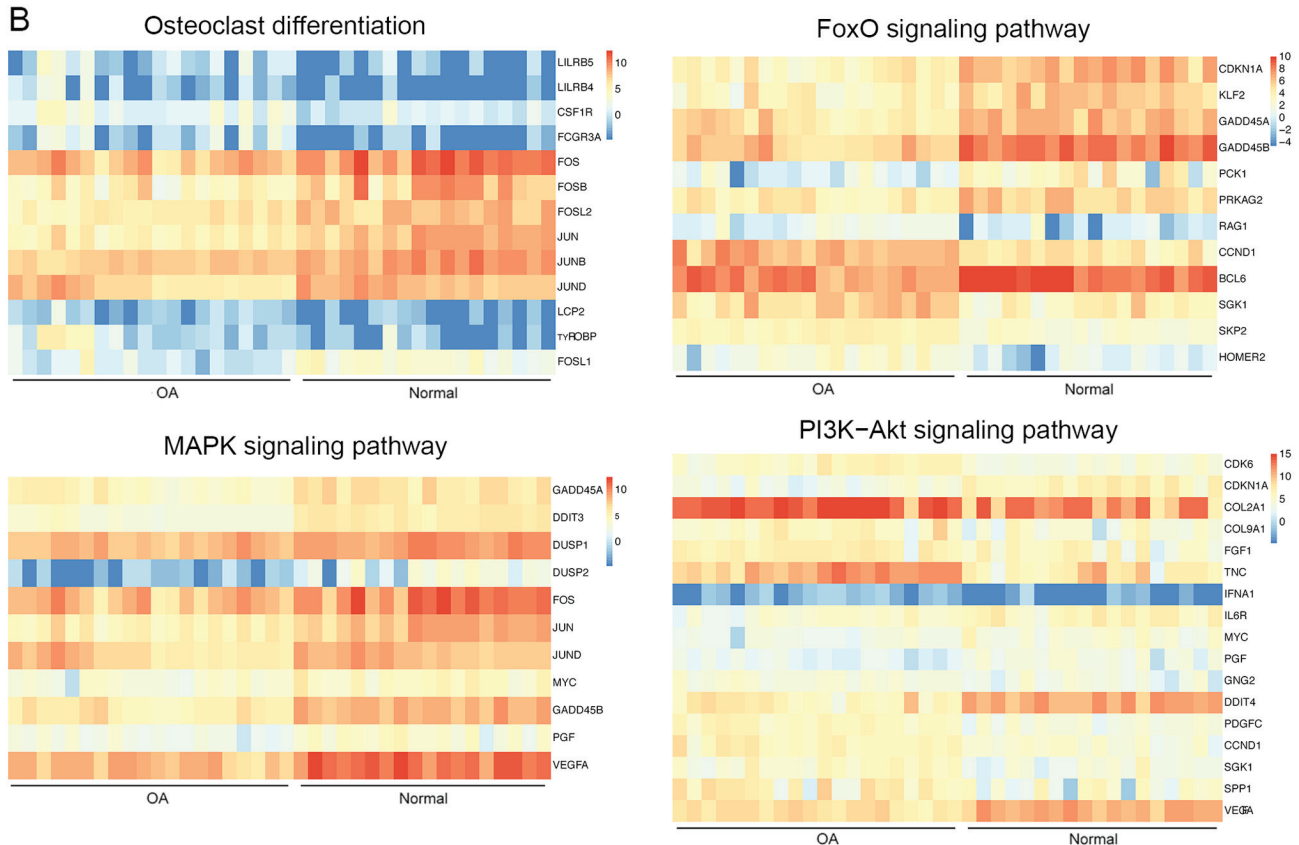 B
Osteoclast differentiation
LILRB5
LILRB4
CSF1R
FCGR3A
FOS
FOSB
FOSL2
JUN
JUNB
JUND
LCP2
TYROBP
FOSL1
10
5
0
OA
Normal
FoxO signaling pathway
CDKN1A
KLF2
GADD45A
GADD45B
PCK1
PRKAG2
RAG1
CCND1
BCL6
SGK1
SKP2
HOMER2
10
8
6
4
2
0
−2
−4
OA
Normal
MAPK signaling pathway
GADD45A
DDIT3
DUSP1
DUSP2
FOS
JUN
JUND
MYC
GADD45B
PGF
VEGFA
10
5
0
OA
Normal
PI3K−Akt signaling pathway
CDK6
CDKN1A
COL2A1
COL9A1
FGF1
TNC
IFNA1
IL6R
MYC
PGF
GNG2
DDIT4
PDGFC
CCND1
SGK1
SPP1
VEGFA
15
10
5
0
OA
Normal